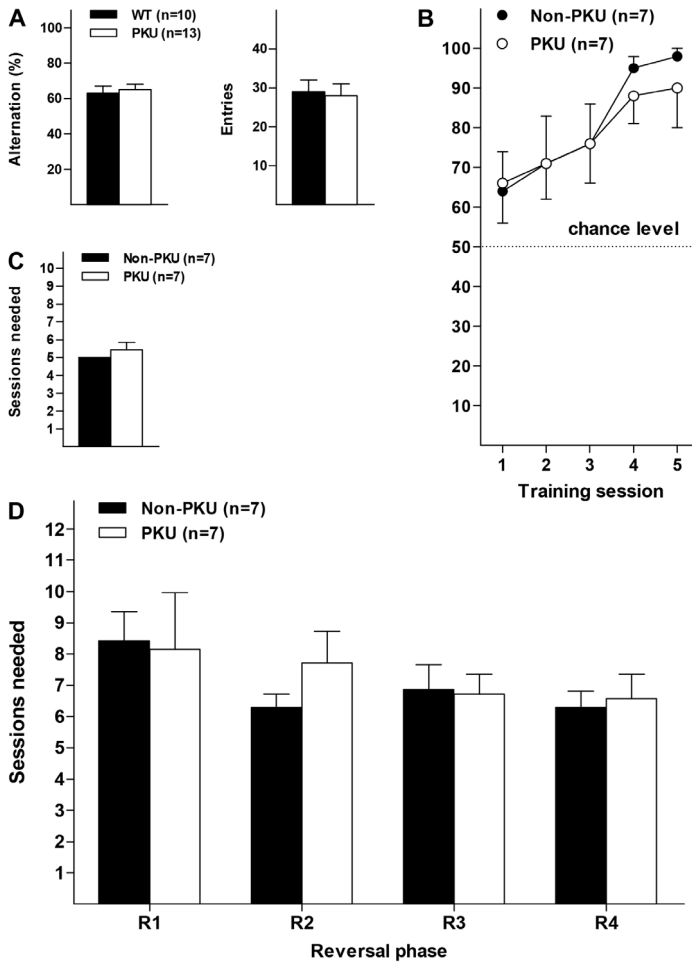 A
WT (n=10)
PKU (n=13)
Alternation (%)
100
80
60
40
20
Entries
40
30
20
10
B
Non-PKU (n=7)
PKU (n=7)
100
90
80
70
60
50
40
30
20
10
chance level
1 2 3 4 5
Training session
C
Non-PKU (n=7)
PKU (n=7)
Sessions needed
10
9
8
7
6
5
4
3
2
1
D
Non-PKU (n=7)
PKU (n=7)
Sessions needed
12
11
10
9
8
7
6
5
4
3
2
1
R1 R2 R3 R4
Reversal phase